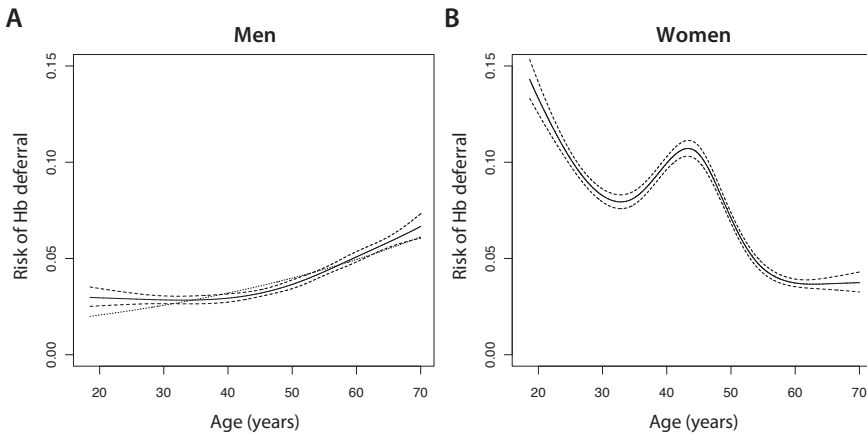 A
Men
Risk of Hb deferral
0.15
0.10
0.05
0.00
20 30 40 50 60 70
Age (years)
B
Women
Risk of Hb deferral
0.15
0.10
0.05
0.00
20 30 40 50 60 70
Age (years)